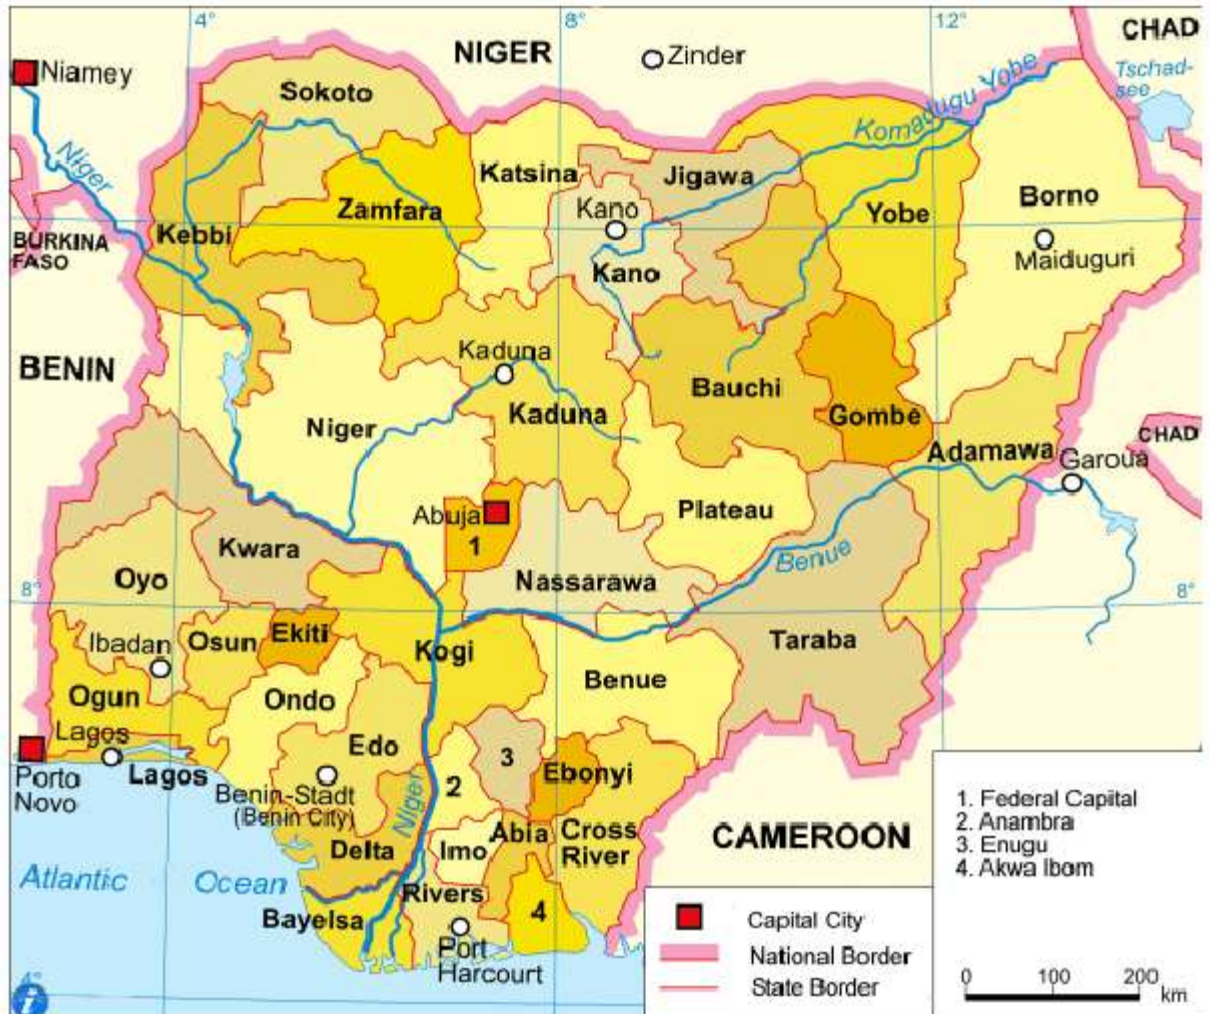 4°
8°
12°
CHAD
NIGER
Zinder
Niamey
Tschad-
see
Sokoto
Komadugu Yobe
Niger
Katsina
Jigawa
Borno
Zamfara
Kano
Yobe
Kebbi
BURKINA
FASO
Maiduguri
Kano
BENIN
Kaduna
Bauchi
Niger
Kaduna
Gombe
CHAD
Adamawa
Garoua
Abuja
Plateau
1
Kwara
Benue
Oyo
Nassarawa
8°
8°
Ekiti
Osun
Ibadan
Taraba
Kogi
Benue
Ogun
Ondo
Lagos
Edo
3
Lagos
Ebonyi
Porto
Novo
2
Benin-Stadt
(Benin City)
Niger
1. Federal Capital
2. Anambra
3. Enugu
4. Akwa Ibom
Abia
Cross
River
CAMEROON
Delta
Imo
Atlantic Ocean
Rivers
Bayelsa
4
Port
Harcourt
Capital City
National Border
State Border
4°
0 100 200
km
i